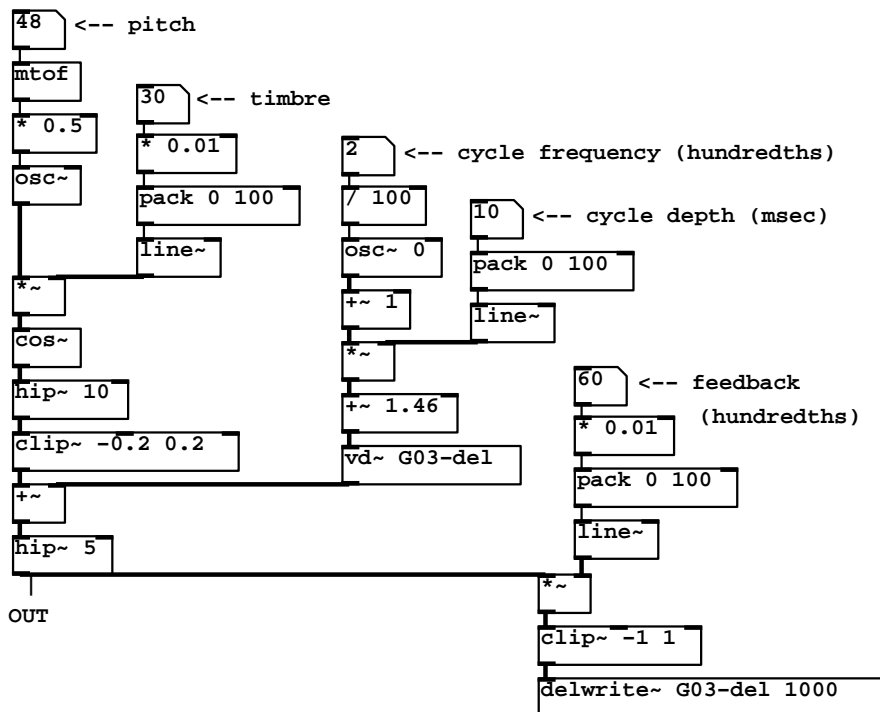 48 <-- pitch
mtof
30 <-- timbre
* 0.5
* 0.01
2 <-- cycle frequency (hundredths)
osc~
pack 0 100
/ 100
10 <-- cycle depth (msec)
line~
osc~ 0
pack 0 100
*~
+~ 1
line~
cos~
*~
60 <-- feedback
(hundredths)
hip~ 10
+~ 1.46
* 0.01
clip~ -0.2 0.2
vd~ G03-del
pack 0 100
+~
line~
hip~ 5
*~
OUT
clip~ -1 1
delwrite~ G03-del 1000